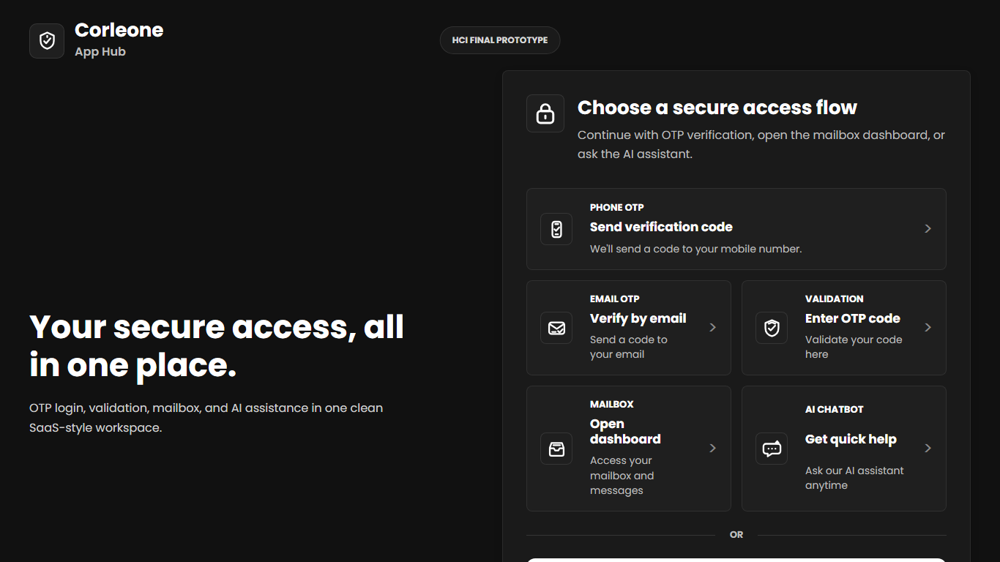 Corleone
App Hub
HCI FINAL PROTOTYPE
Your secure access, all
in one place.
OTP login, validation, mailbox, and AI assistance in one clean
SaaS-style workspace.
Choose a secure access flow
Continue with OTP verification, open the mailbox dashboard, or
ask the AI assistant.
PHONE OTP
Send verification code
We'll send a code to your mobile number.
EMAIL OTP
Verify by email
Send a code to
your email
VALIDATION
Enter OTP code
Validate your code
here
MAILBOX
Open
dashboard
Access your
mailbox and
messages
AI CHATBOT
Get quick help
Ask our AI assistant
anytime
OR